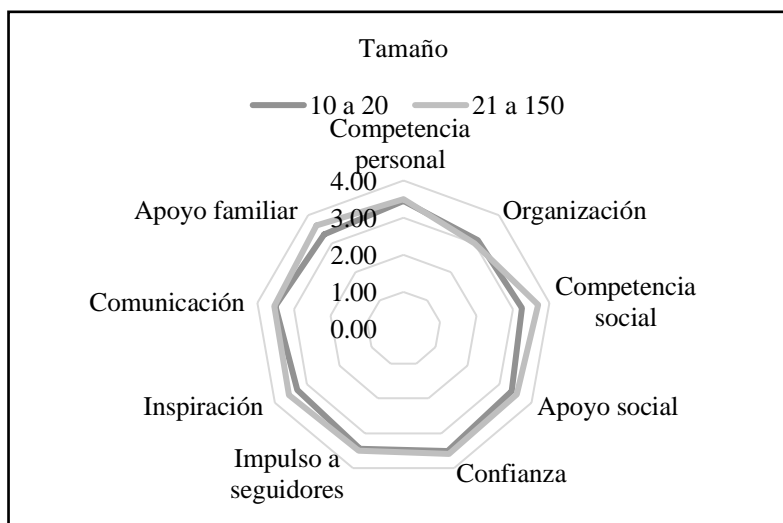 Tamaño
10 a 20 21 a 150
Competencia
personal
4.00
Apoyo familiar
Organización
3.00
2.00
Comunicación
Competencia
social
1.00
0.00
Inspiración
Apoyo social
Impulso a
seguidores
Confianza